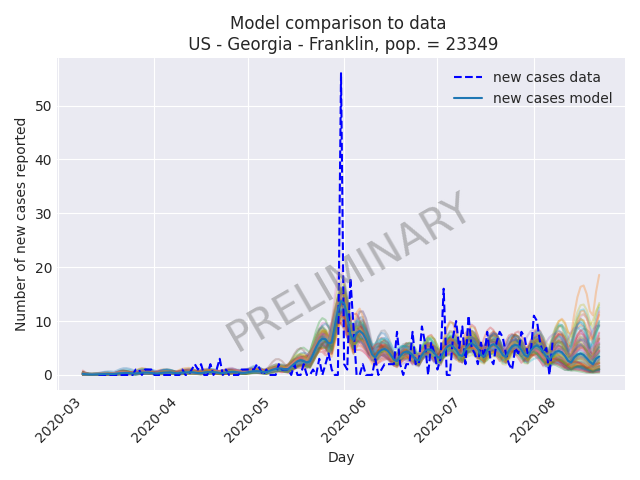 Model comparison to data
US - Georgia - Franklin, pop. = 23349
new cases data
new cases model
PRELIMINARY
Number of new cases reported
50
40
30
20
10
0
2020-03
2020-04
2020-05
2020-06
2020-07
2020-08
Day